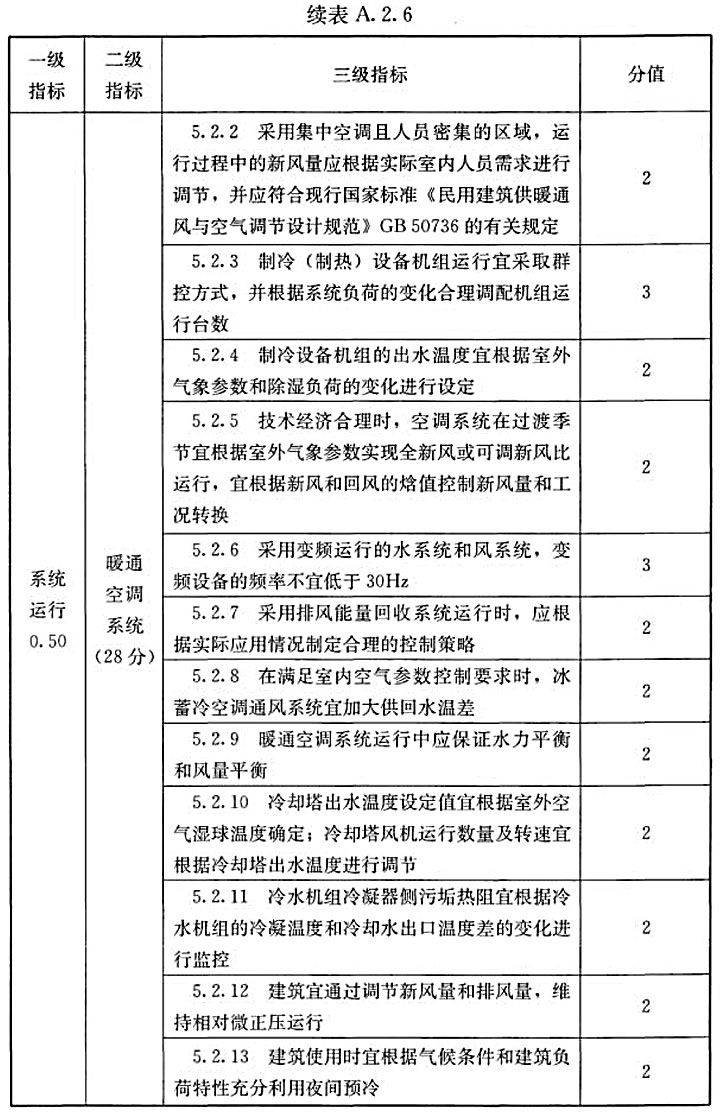 续表 A.2.6
一级
指标
二级
指标
三级指标
分值
系统
运行
0.50
暖通
空调
系统
(28分)
5.2.2 采用集中空调且人员密集的区域，运
行过程中的新风量应根据实际室内人员需求进行
调节，并应符合现行国家标准《民用建筑供暖通
风与空气调节设计规范》GB 50736 的有关规定
2
5.2.3 制冷（制热）设备机组运行宜采取群
控方式，并根据系统负荷的变化合理调配机组运
行台数
3
5.2.4 制冷设备机组的出水温度宜根据室外
气象参数和除湿负荷的变化进行设定
2
5.2.5 技术经济合理时，空调系统在过渡季
节宜根据室外气象参数实现全新风或可调新风比
运行，宜根据新风和回风的焓值控制新风量和工
况转换
2
5.2.6 采用变频运行的水系统和风系统，变
频设备的频率不宜低于 30Hz
3
5.2.7 采用排风能量回收系统运行时，应根
据实际应用情况制定合理的控制策略
2
5.2.8 在满足室内空气参数控制要求时，冰
蓄冷空调通风系统宜加大供回水温差
2
5.2.9 暖通空调系统运行中应保证水力平衡
和风量平衡
2
5.2.10 冷却塔出水温度设定值宜根据室外空
气湿球温度确定；冷却塔风机运行数量及转速宜
根据冷却塔出水温度进行调节
2
5.2.11 冷水机组冷凝器侧污垢热阻宜根据冷
水机组的冷凝温度和冷却水出口温度差的变化进
行监控
2
5.2.12 建筑宜通过调节新风量和排风量，维
持相对微正压运行
2
5.2.13 建筑使用时宜根据气候条件和建筑负
荷特性充分利用夜间预冷
2